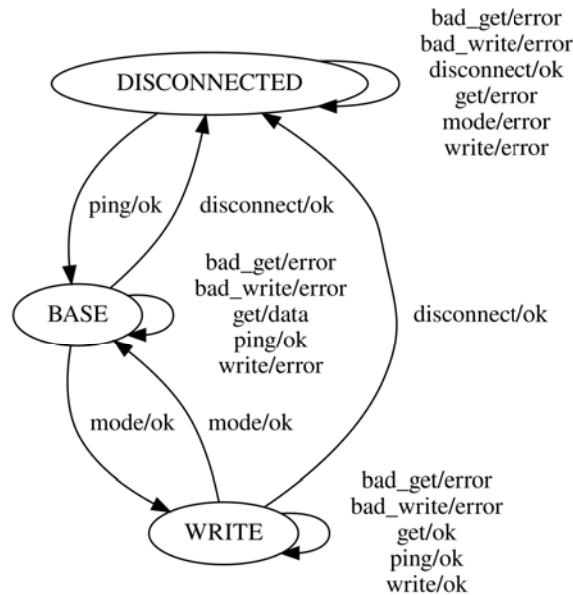 bad_get/error
bad_write/error
disconnect/ok
get/error
mode/error
write/error
DISCONNECTED
ping/ok
disconnect/ok
bad_get/error
bad_write/error
get/data
ping/ok
write/error
BASE
disconnect/ok
mode/ok
mode/ok
bad_get/error
bad_write/error
get/ok
ping/ok
write/ok
WRITE